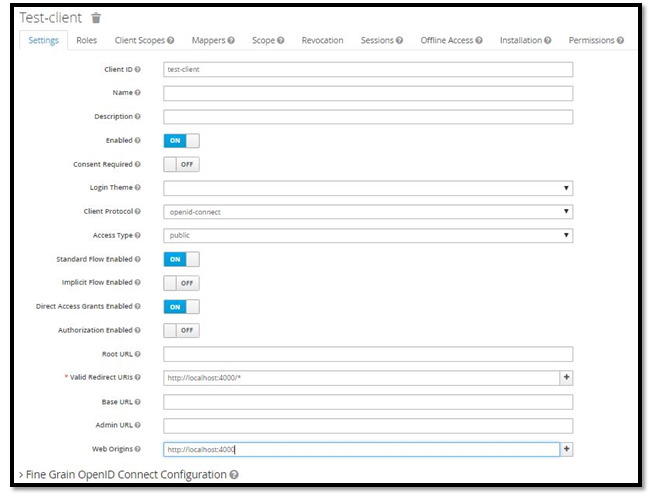 Test-client
Settings Roles Client Scopes Mappers Scope Revocation Sessions Offline Access Installation Permissions
Client ID test-client
Name
Description
Enabled ON
Consent Required OFF
Login Theme
Client Protocol openid-connect
Access Type public
Standard Flow Enabled ON
Implicit Flow Enabled OFF
Direct Access Grants Enabled ON
Authorization Enabled OFF
Root URL
* Valid Redirect URIs http://localhost:4000/* +
Base URL
Admin URL
Web Origins http://localhost:4000 +
> Fine Grain OpenID Connect Configuration